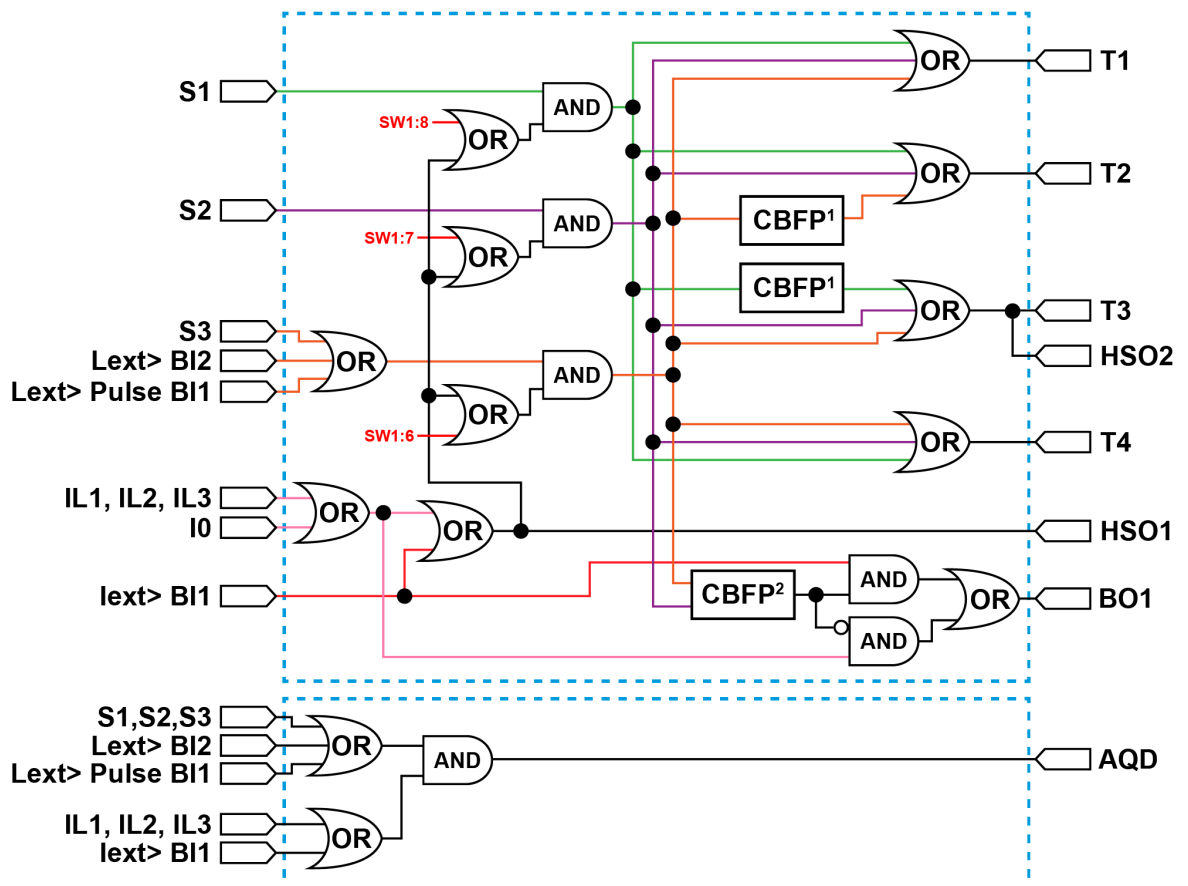 S1
S2
S3
Lext> BI2
Lext> Pulse BI1
IL1, IL2, IL3
I0
Iext> BI1
SW1:8
OR
AND
SW1:7
OR
AND
OR
AND
OR
SW1:6
OR
OR
OR
OR
CBFP¹
CBFP¹
OR
OR
CBFP²
AND
AND
OR
T1
T2
T3
HSO2
T4
HSO1
BO1
S1,S2,S3
Lext> BI2
Lext> Pulse BI1
IL1, IL2, IL3
Iext> BI1
OR
AND
OR
AQD